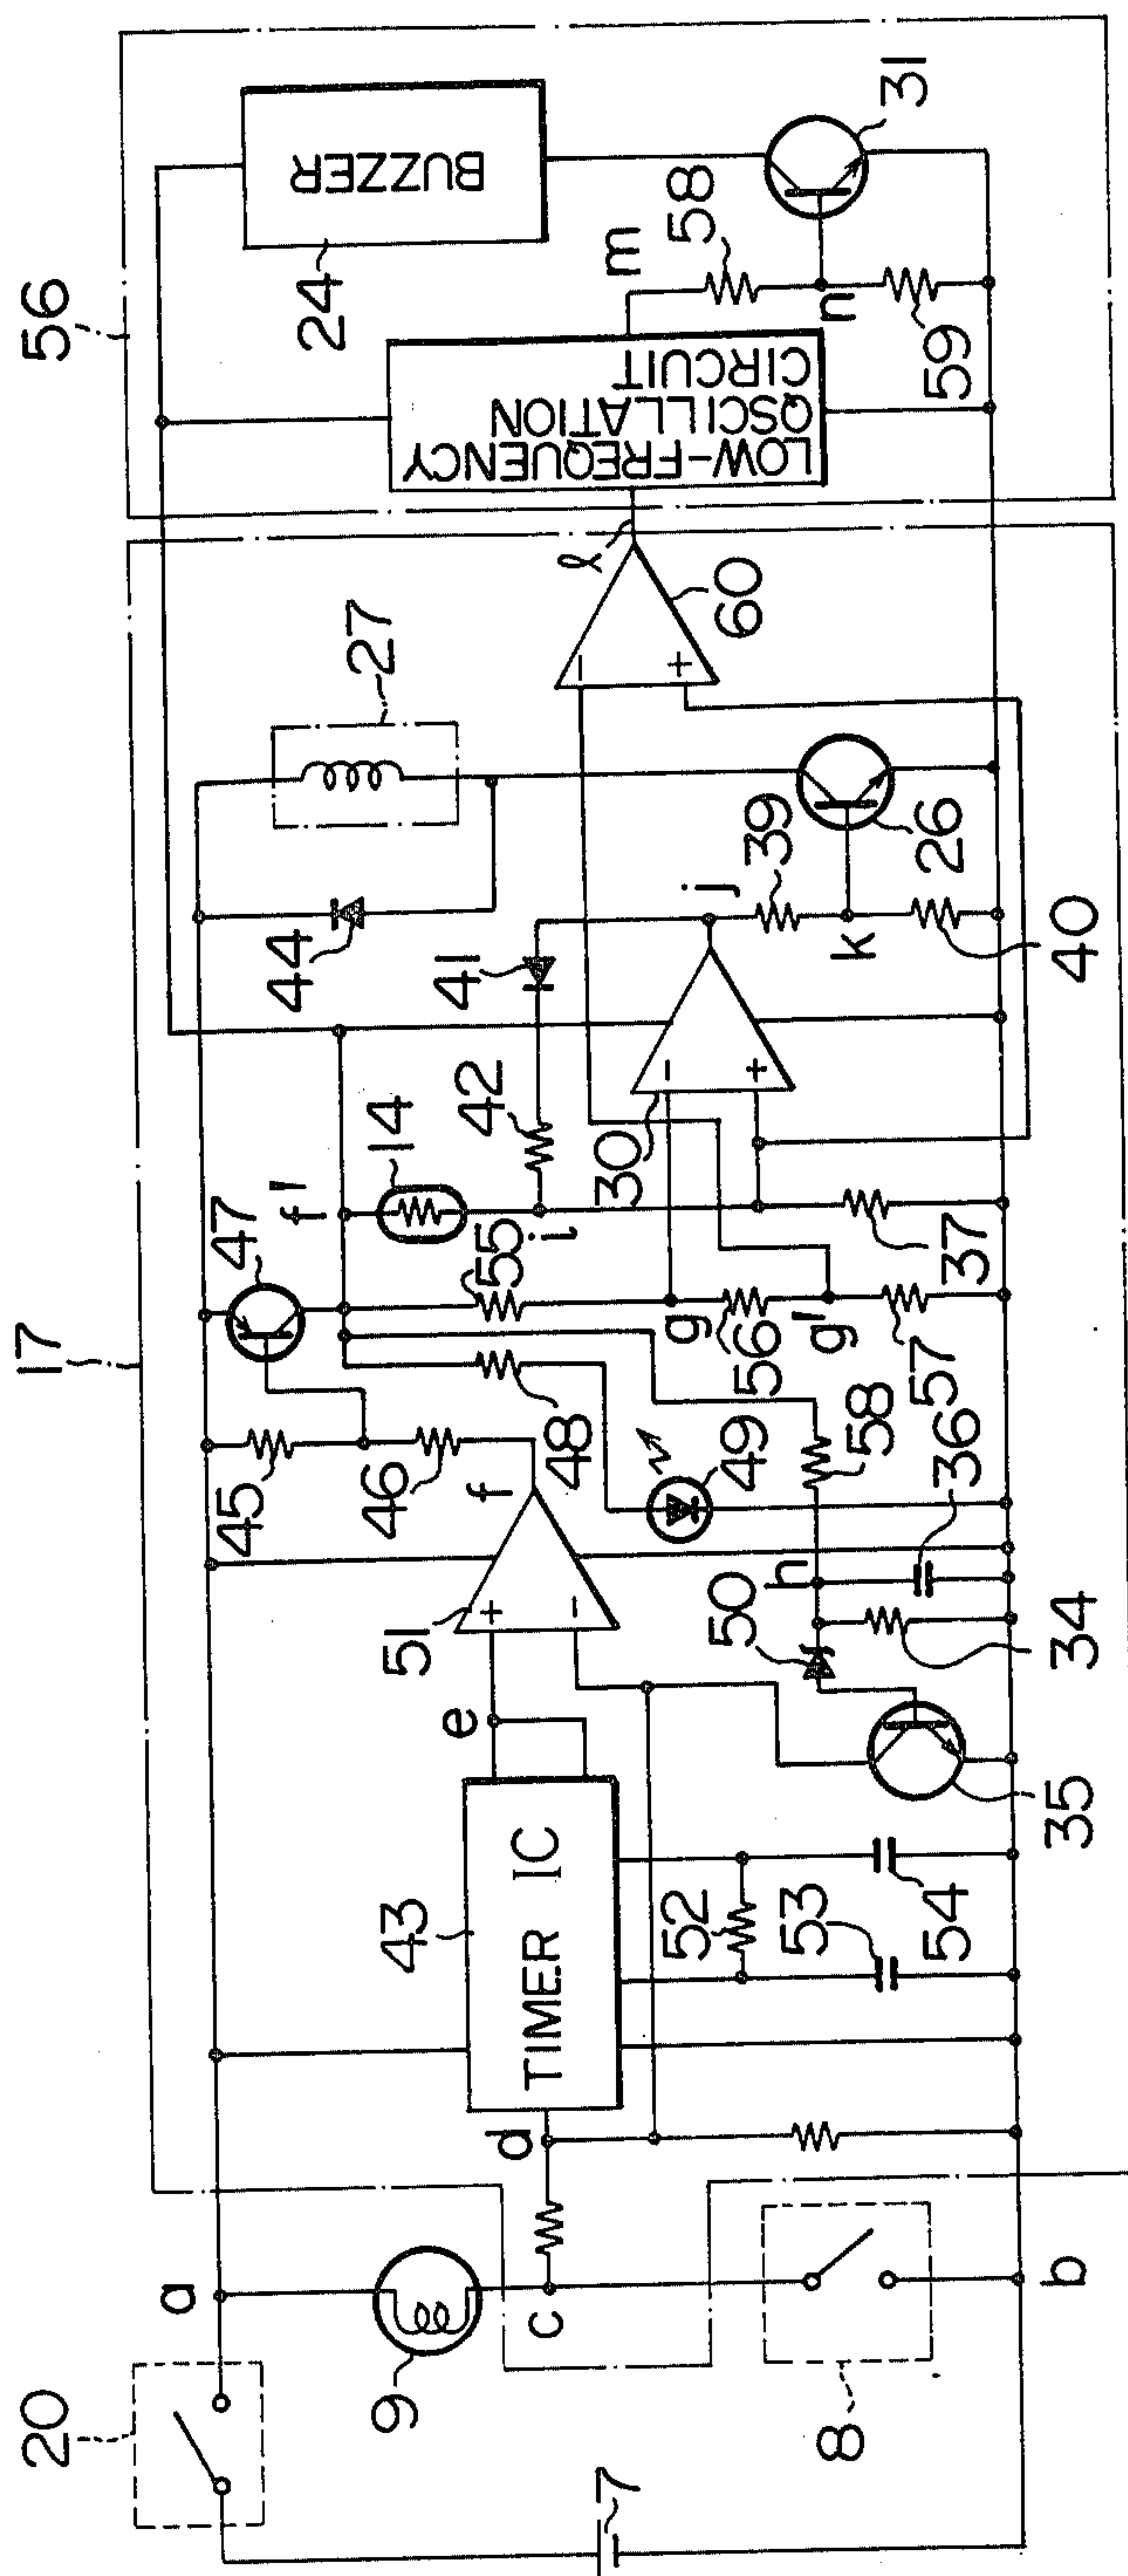 56
24
BUZZER
31
m
58
n
59
LOW-FREQUENCY
QSCILLATION
CIRCUIT
17
27
ℓ
60
44
41
42
14
f'
i
j
39
k
26
40
30
37
47
55
g
56
g'
57
45
46
f
48
49
58
h
36
50
34
51
e
35
43
TIMER IC
52
53
54
d
a
c
b
9
20
8
7